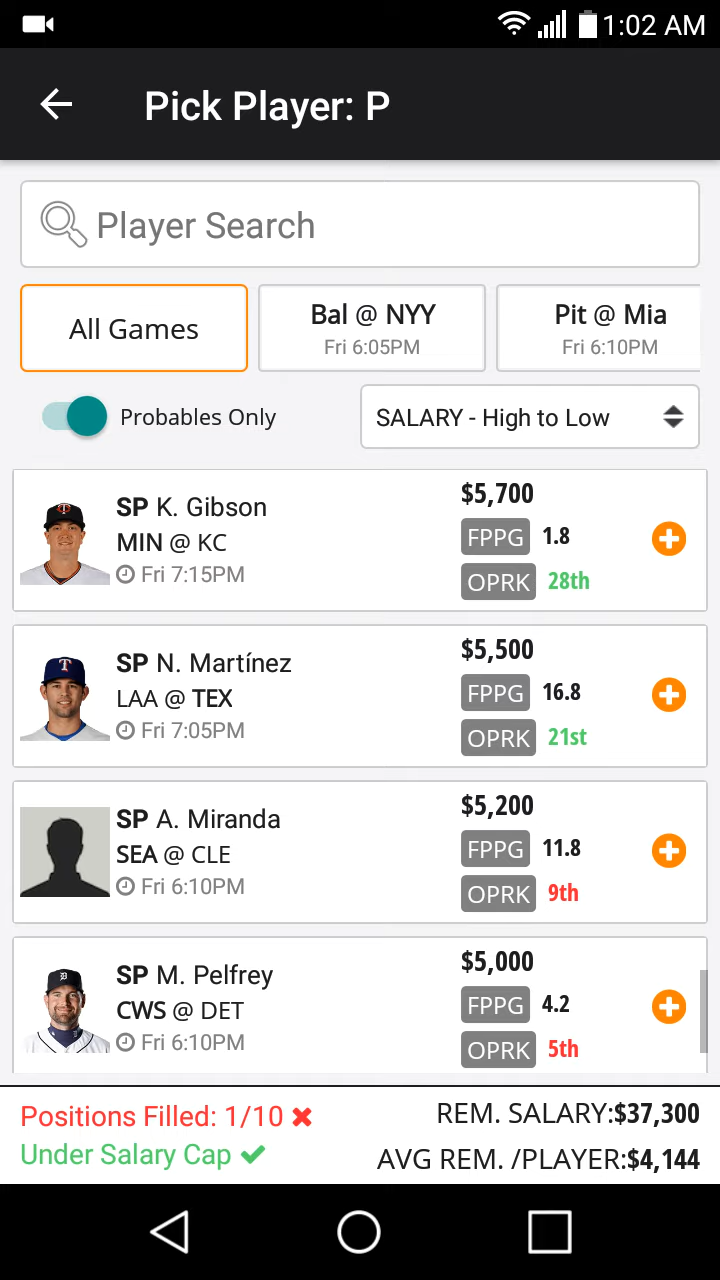 1:02 AM
Pick Player: P
Player Search
All Games
Bal @ NYY
Fri 6:05PM
Pit @ Mia
Fri 6:10PM
Probables Only
SALARY - High to Low
SP K. Gibson
MIN @ KC
Fri 7:15PM
$5,700
FPPG 1.8
OPRK 28th
SP N. Martínez
LAA @ TEX
Fri 7:05PM
$5,500
FPPG 16.8
OPRK 21st
SP A. Miranda
SEA @ CLE
Fri 6:10PM
$5,200
FPPG 11.8
OPRK 9th
SP M. Pelfrey
CWS @ DET
Fri 6:10PM
$5,000
FPPG 4.2
OPRK 5th
Positions Filled: 1/10
Under Salary Cap
REM. SALARY:$37,300
AVG REM. /PLAYER:$4,144